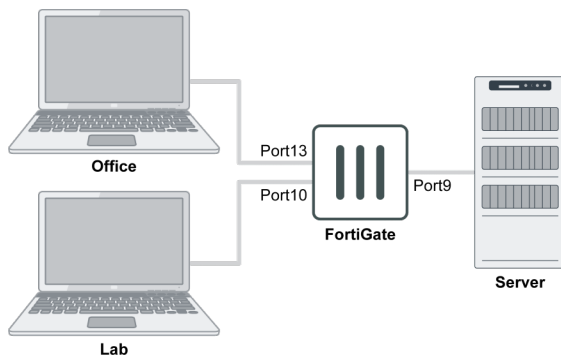 Office
Port13
Port10
Port9
FortiGate
Server
Lab